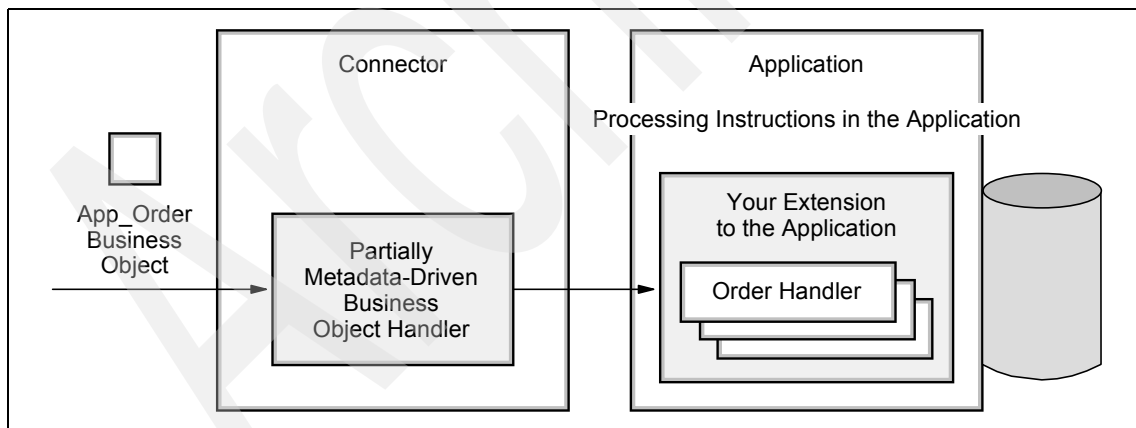 Connector
Application
Processing Instructions in the Application
App_Order
Business
Object
Partially
Metadata-Driven
Business
Object Handler
Your Extension
to the Application
Order Handler